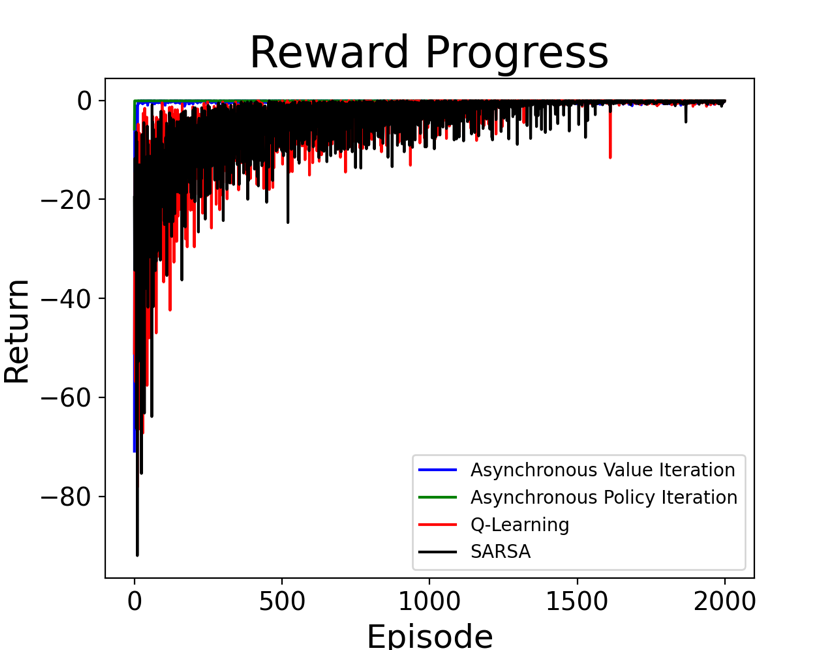 Reward Progress
0
−20
−40
−60
−80
Return
Asynchronous Value Iteration
Asynchronous Policy Iteration
Q-Learning
SARSA
0 500 1000 1500 2000
Episode